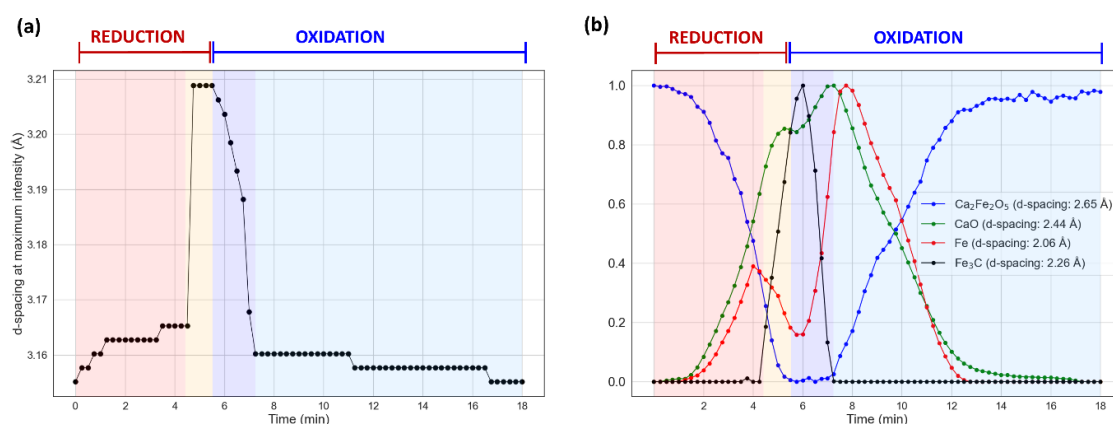 (a)
REDUCTION
OXIDATION
3.21
3.20
3.19
3.18
3.17
3.16
d-spacing at maximum intensity (Å)
0
2
4
6
8
10
12
14
16
18
Time (min)
(b)
REDUCTION
OXIDATION
1.0
0.8
0.6
0.4
0.2
0.0
Ca₂Fe₂O₅ (d-spacing: 2.65 Å)
CaO (d-spacing: 2.44 Å)
Fe (d-spacing: 2.06 Å)
Fe₃C (d-spacing: 2.26 Å)
2
4
6
8
10
12
14
16
18
Time (min)